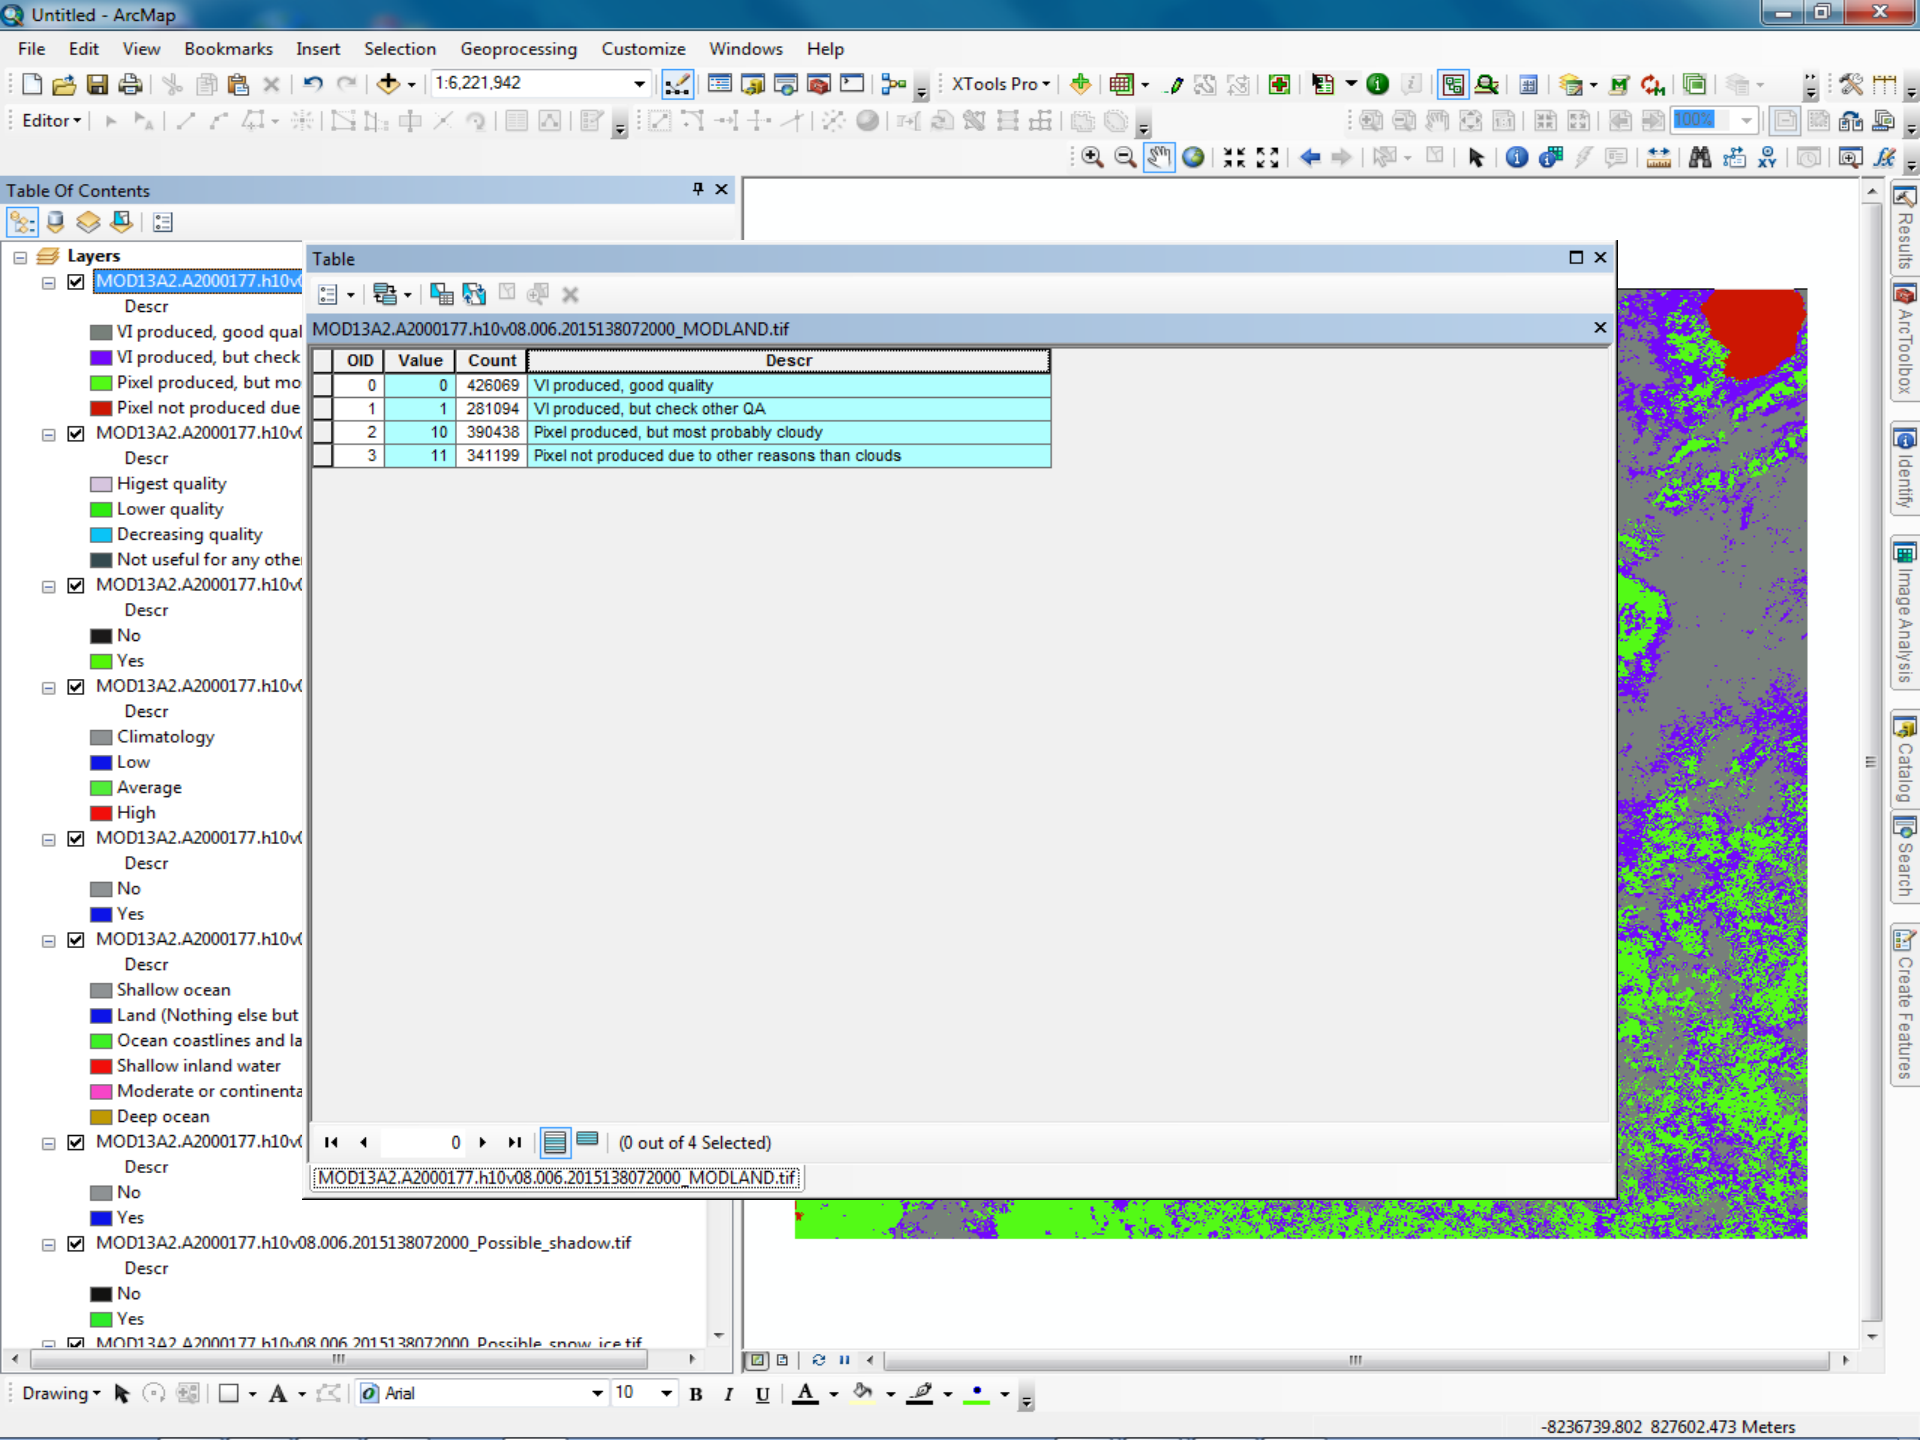 Untitled - ArcMap
File Edit View Bookmarks Insert Selection Geoprocessing Customize Windows Help
1:6,221,942 XTools Pro
Editor 100%
Table Of Contents
Layers
MOD13A2.A2000177.h10v
Descr
VI produced, good qual
VI produced, but check
Pixel produced, but mo
Pixel not produced due
MOD13A2.A2000177.h10v
Descr
Higest quality
Lower quality
Decreasing quality
Not useful for any othe
MOD13A2.A2000177.h10v
Descr
No
Yes
MOD13A2.A2000177.h10v
Descr
Climatology
Low
Average
High
MOD13A2.A2000177.h10v
Descr
No
Yes
MOD13A2.A2000177.h10v
Descr
Shallow ocean
Land (Nothing else but
Ocean coastlines and la
Shallow inland water
Moderate or continenta
Deep ocean
MOD13A2.A2000177.h10v
Descr
No
Yes
MOD13A2.A2000177.h10v08.006.2015138072000_Possible_shadow.tif
Descr
No
Yes
MOD13A2.A2000177.h10v08.006.2015138072000_Possible_snow_ice.tif
Table
MOD13A2.A2000177.h10v08.006.2015138072000_MODLAND.tif
OID Value Count Descr
0 0 426069 VI produced, good quality
1 1 281094 VI produced, but check other QA
2 10 390438 Pixel produced, but most probably cloudy
3 11 341199 Pixel not produced due to other reasons than clouds
0 (0 out of 4 Selected)
MOD13A2.A2000177.h10v08.006.2015138072000_MODLAND.tif
Results
ArcToolbox
Identify
Image Analysis
Catalog
Search
Create Features
Drawing A Arial 10 B I U A
-8236739.802 827602.473 Meters